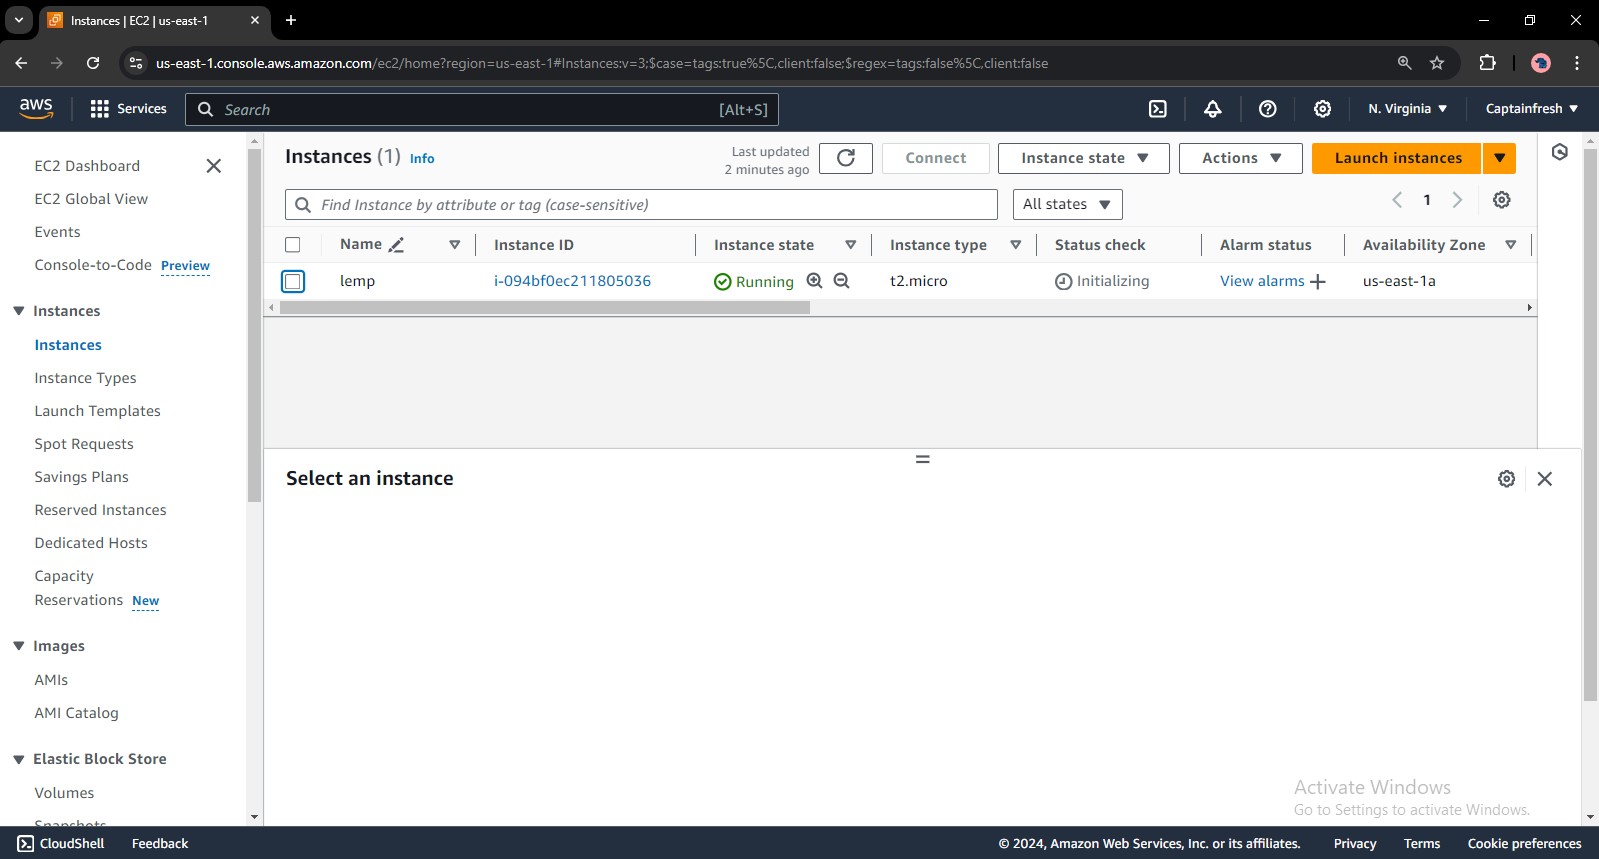 Instances | EC2 | us-east-1
us-east-1.console.aws.amazon.com/ec2/home?region=us-east-1#Instances:v=3;$case=tags:true%5C,client:false;$regex=tags:false%5C,client:false
aws Services Search [Alt+S] N. Virginia Captainfresh
EC2 Dashboard
EC2 Global View
Events
Console-to-Code Preview
Instances
Instances
Instance Types
Launch Templates
Spot Requests
Savings Plans
Reserved Instances
Dedicated Hosts
Capacity
Reservations New
Images
AMIs
AMI Catalog
Elastic Block Store
Volumes
Snapshots
Instances (1) Info
Last updated
2 minutes ago
Connect Instance state Actions Launch instances
Find Instance by attribute or tag (case-sensitive) All states 1
Name Instance ID Instance state Instance type Status check Alarm status Availability Zone
lemp i-094bf0ec211805036 Running t2.micro Initializing View alarms us-east-1a
Select an instance
Activate Windows
Go to Settings to activate Windows.
CloudShell Feedback © 2024, Amazon Web Services, Inc. or its affiliates. Privacy Terms Cookie preferences